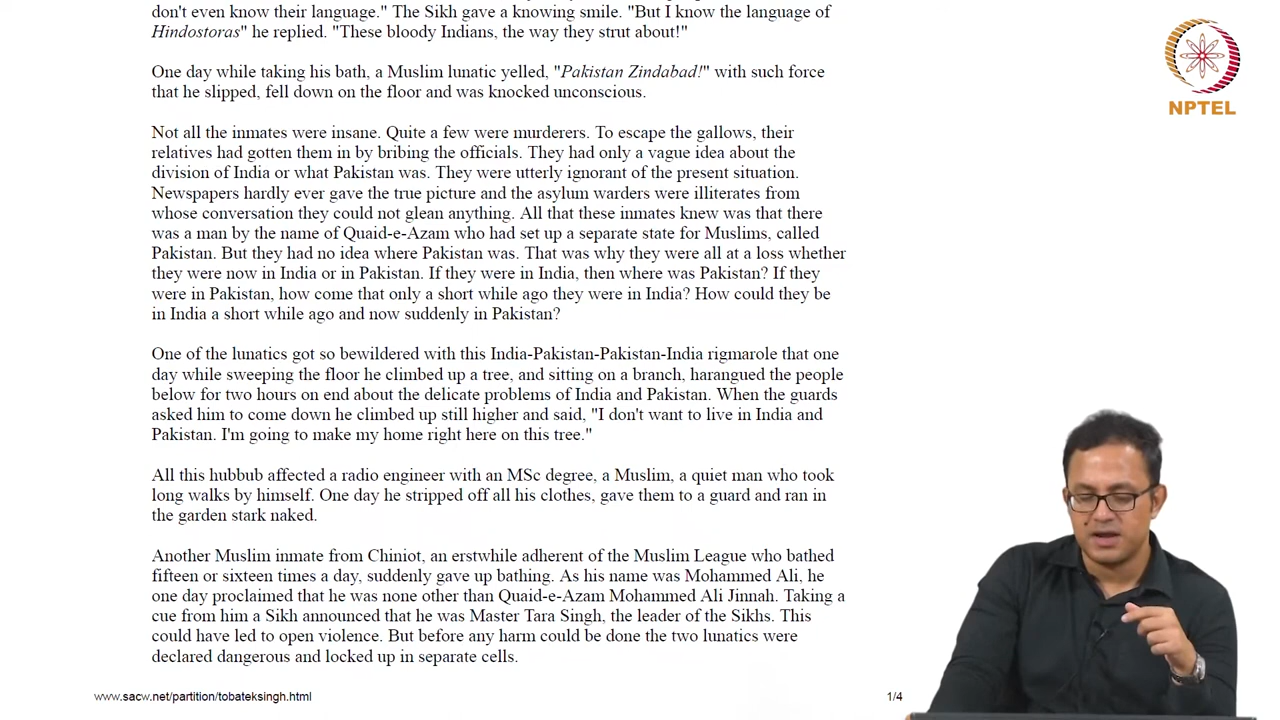 don't even know their language." The Sikh gave a knowing smile. "But I know the language of
Hindostoras" he replied. "These bloody Indians, the way they strut about!"
One day while taking his bath, a Muslim lunatic yelled, "Pakistan Zindabad!" with such force
that he slipped, fell down on the floor and was knocked unconscious.
Not all the inmates were insane. Quite a few were murderers. To escape the gallows, their
relatives had gotten them in by bribing the officials. They had only a vague idea about the
division of India or what Pakistan was. They were utterly ignorant of the present situation.
Newspapers hardly ever gave the true picture and the asylum warders were illiterates from
whose conversation they could not glean anything. All that these inmates knew was that there
was a man by the name of Quaid-e-Azam who had set up a separate state for Muslims, called
Pakistan. But they had no idea where Pakistan was. That was why they were all at a loss whether
they were now in India or in Pakistan. If they were in India, then where was Pakistan? If they
were in Pakistan, how come that only a short while ago they were in India? How could they be
in India a short while ago and now suddenly in Pakistan?
One of the lunatics got so bewildered with this India-Pakistan-Pakistan-India rigmarole that one
day while sweeping the floor he climbed up a tree, and sitting on a branch, harangued the people
below for two hours on end about the delicate problems of India and Pakistan. When the guards
asked him to come down he climbed up still higher and said, "I don't want to live in India and
Pakistan. I'm going to make my home right here on this tree."
All this hubbub affected a radio engineer with an MSc degree, a Muslim, a quiet man who took
long walks by himself. One day he stripped off all his clothes, gave them to a guard and ran in
the garden stark naked.
Another Muslim inmate from Chiniot, an erstwhile adherent of the Muslim League who bathed
fifteen or sixteen times a day, suddenly gave up bathing. As his name was Mohammed Ali, he
one day proclaimed that he was none other than Quaid-e-Azam Mohammed Ali Jinnah. Taking a
cue from him a Sikh announced that he was Master Tara Singh, the leader of the Sikhs. This
could have led to open violence. But before any harm could be done the two lunatics were
declared dangerous and locked up in separate cells.
www.sacw.net/partition/tobateksingh.html 1/4
NPTEL